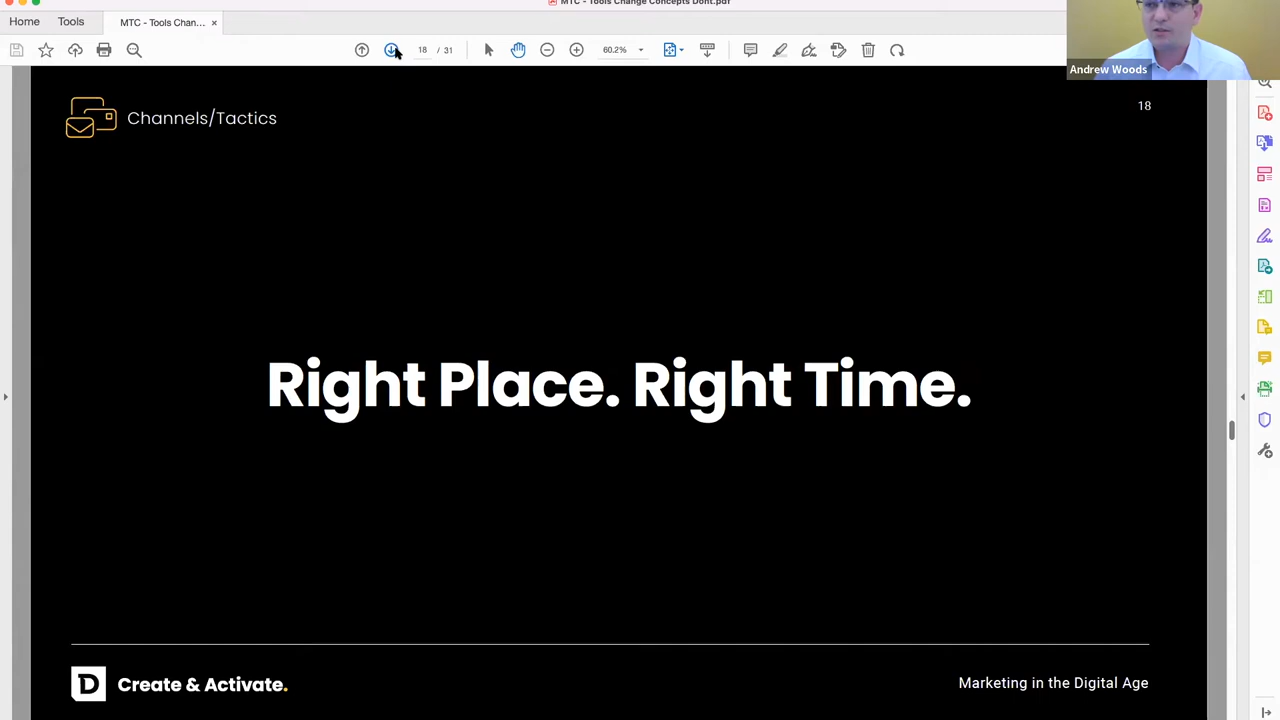 MTC - Tools Change Concepts Dont.pdf
Home
Tools
MTC - Tools Chan... ×
18 / 31
60.2%
Andrew Woods
Channels/Tactics
18
Right Place. Right Time.
D Create & Activate.
Marketing in the Digital Age